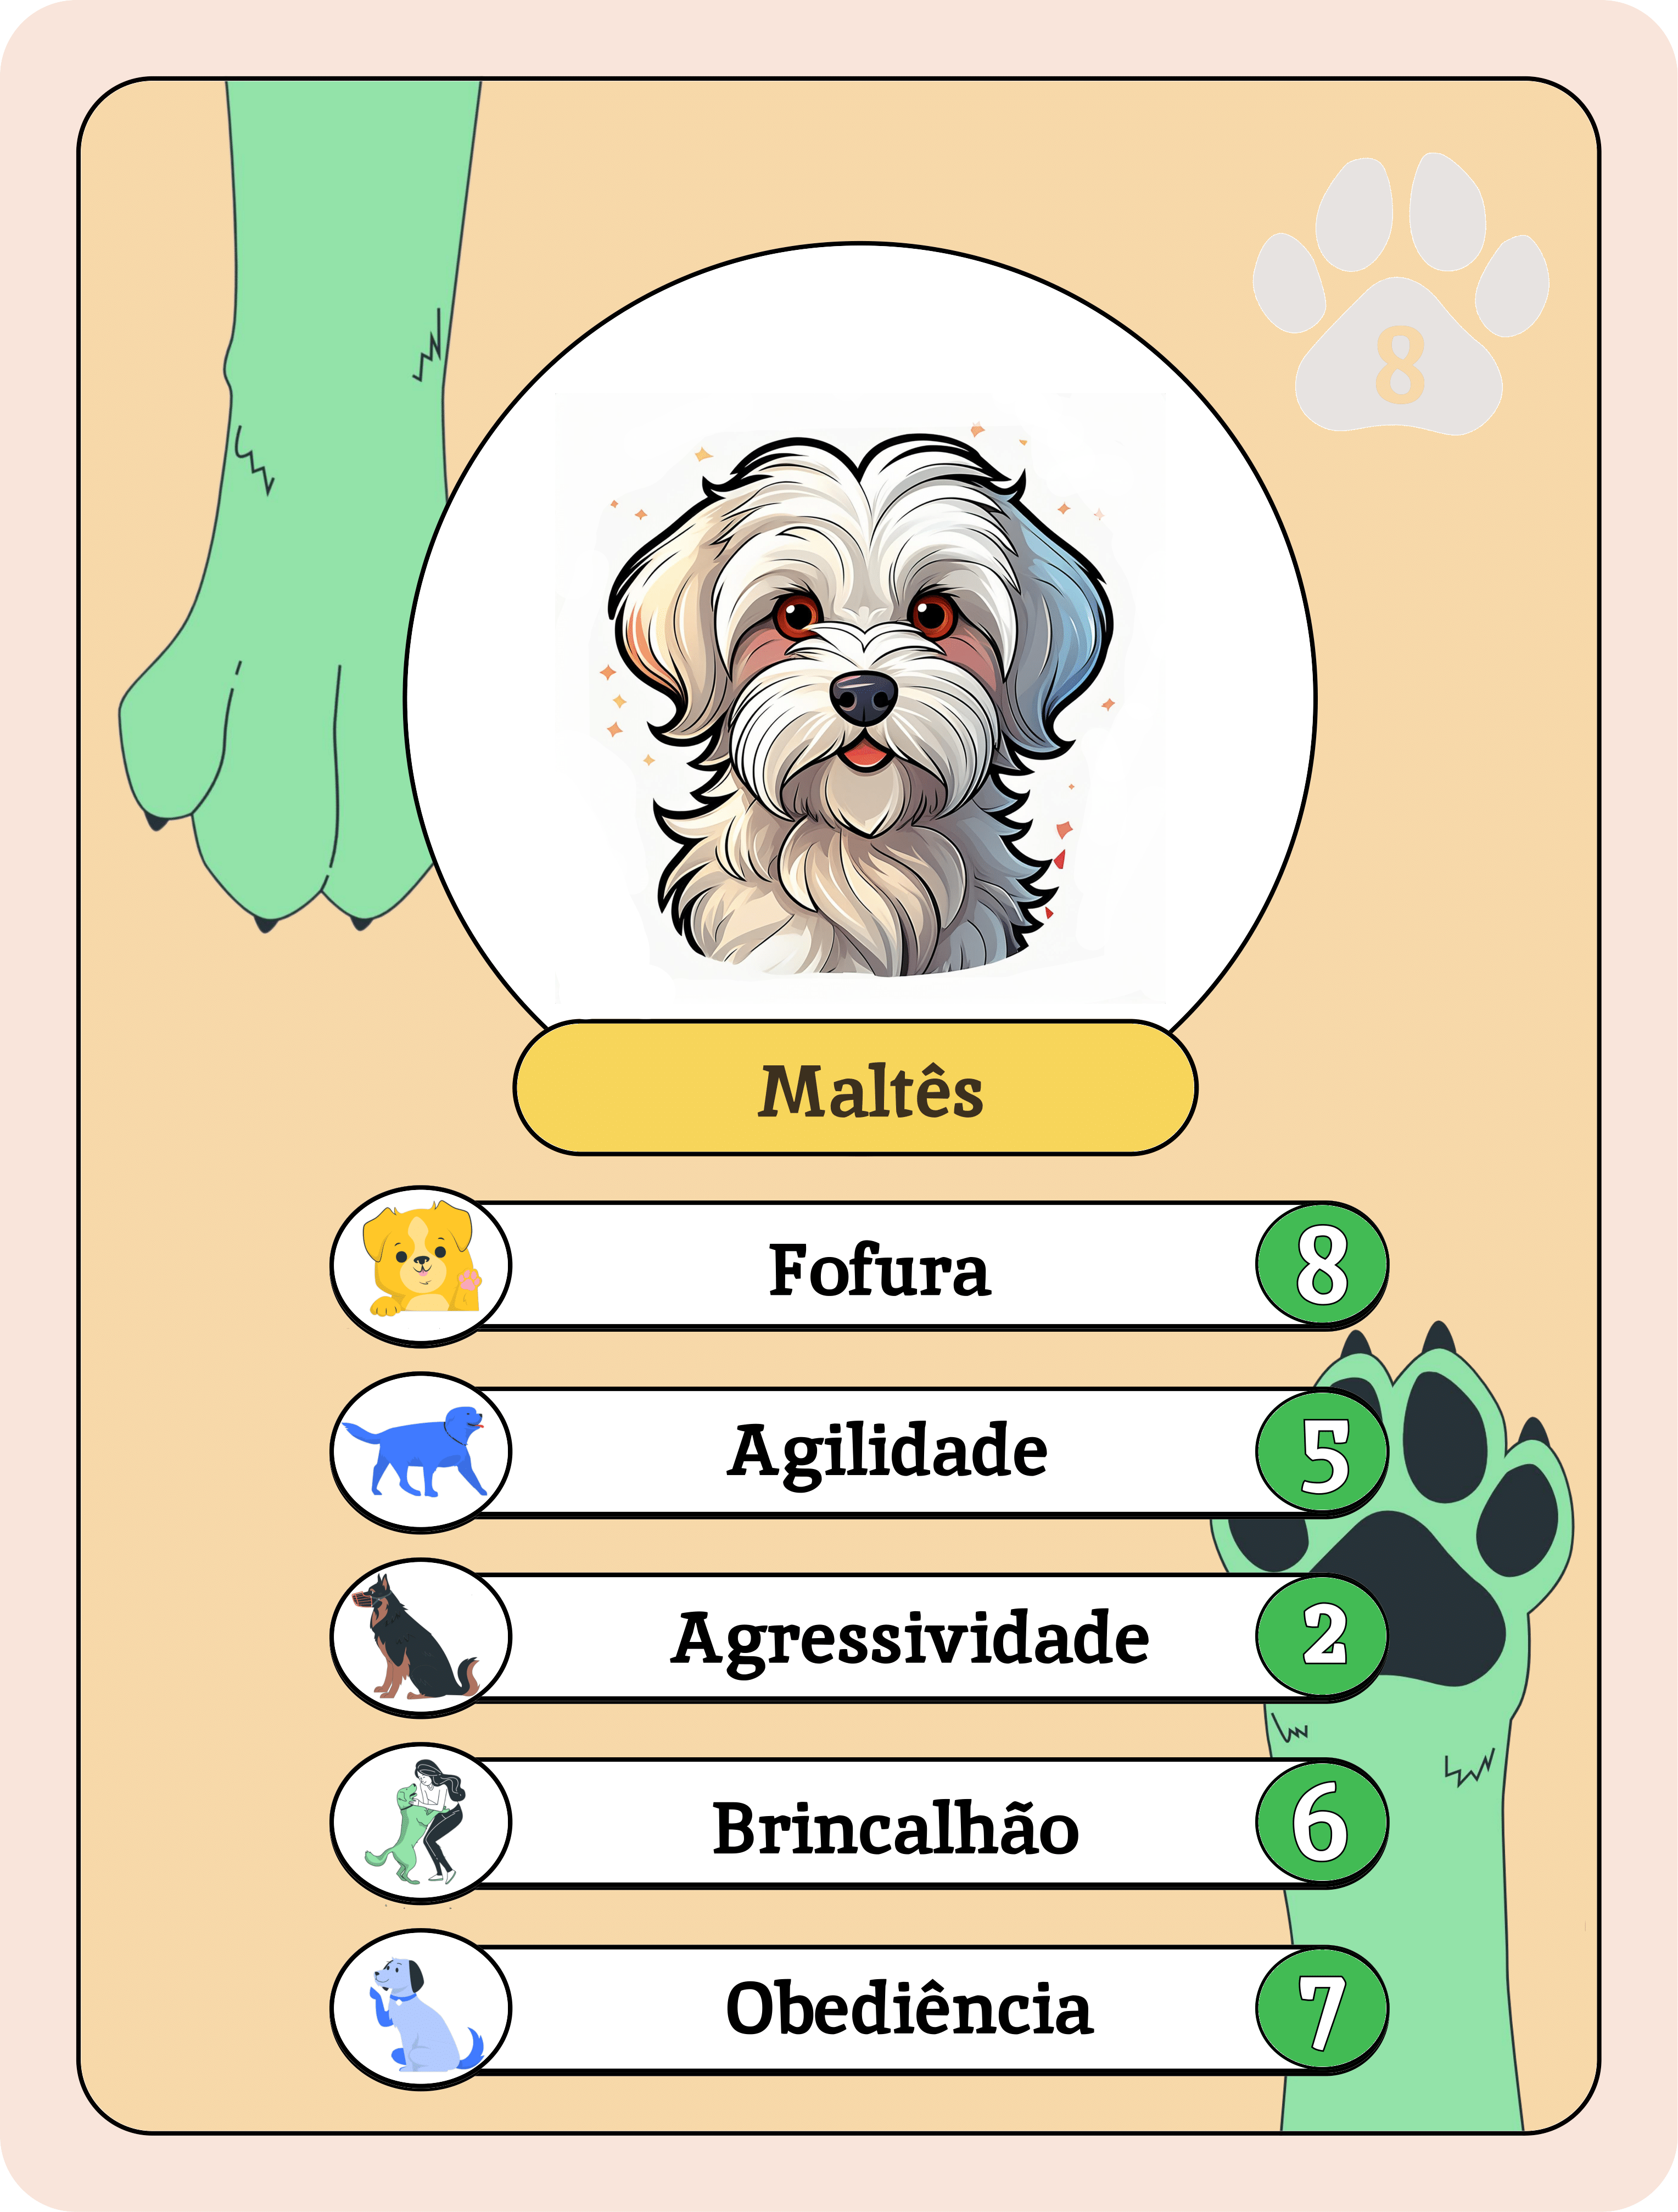 8
Maltês
Fofura 8
Agilidade 5
Agressividade 2
Brincalhão 6
Obediência 7